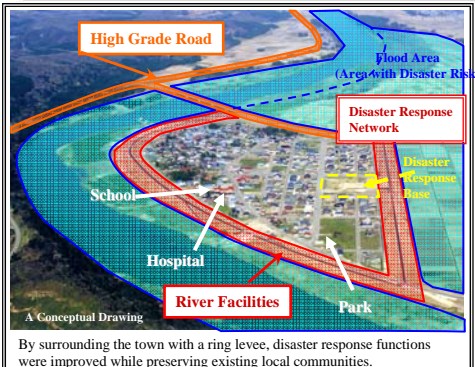 High Grade Road
Flood Area
(Area with Disaster Risk
Disaster Response
Network
Disaster
Response
Base
School
Hospital
River Facilities
Park
A Conceptual Drawing
By surrounding the town with a ring levee, disaster response functions
were improved while preserving existing local communities.